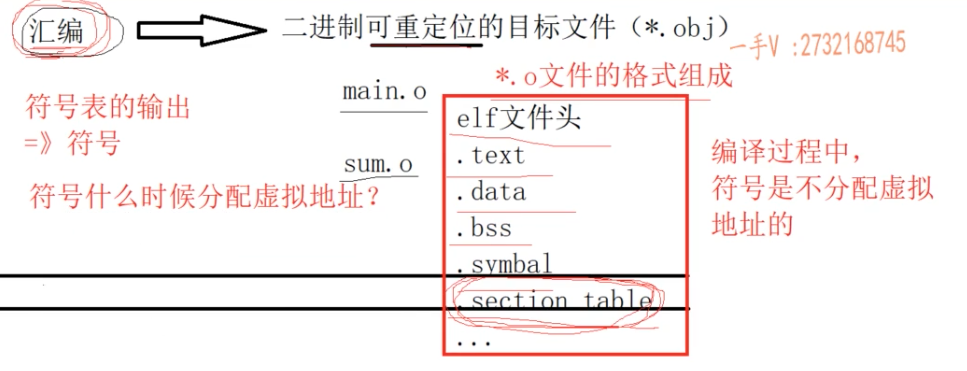 汇编
二进制可重定位的目标文件（*.obj）
一手V :2732168745
*.o文件的格式组成
main.o
sum.o
符号表的输出
=》符号
符号什么时候分配虚拟地址？
elf文件头
.text
.data
.bss
.symbal
.section table
...
编译过程中，
符号是不分配虚拟
地址的